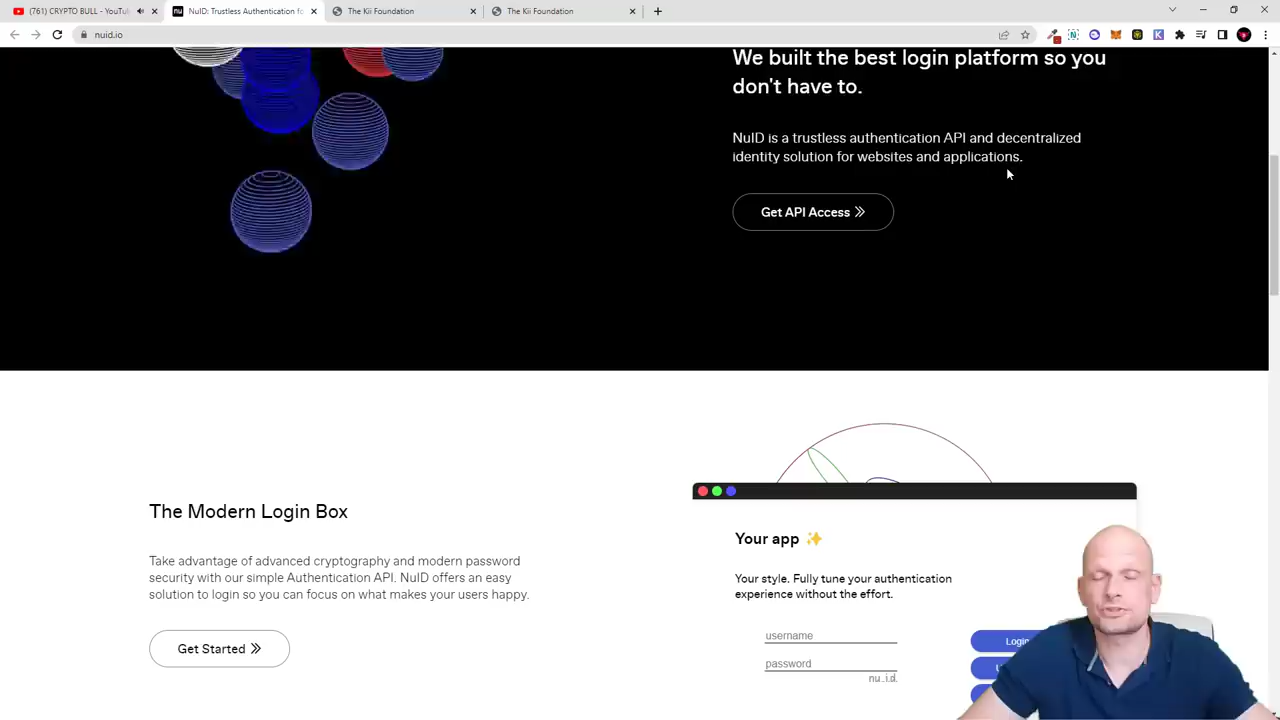 (761) CRYPTO BULL - YouTu
nu
NuID: Trustless Authentication fo
The Kii Foundation
The Kii Foundation
nuid.io
We built the best login platform so you
don't have to.
NuID is a trustless authentication API and decentralized
identity solution for websites and applications.
Get API Access
The Modern Login Box
Take advantage of advanced cryptography and modern password
security with our simple Authentication API. NuID offers an easy
solution to login so you can focus on what makes your users happy.
Get Started
Your app ✨
Your style. Fully tune your authentication
experience without the effort.
username
Login
password
nu_i.d.